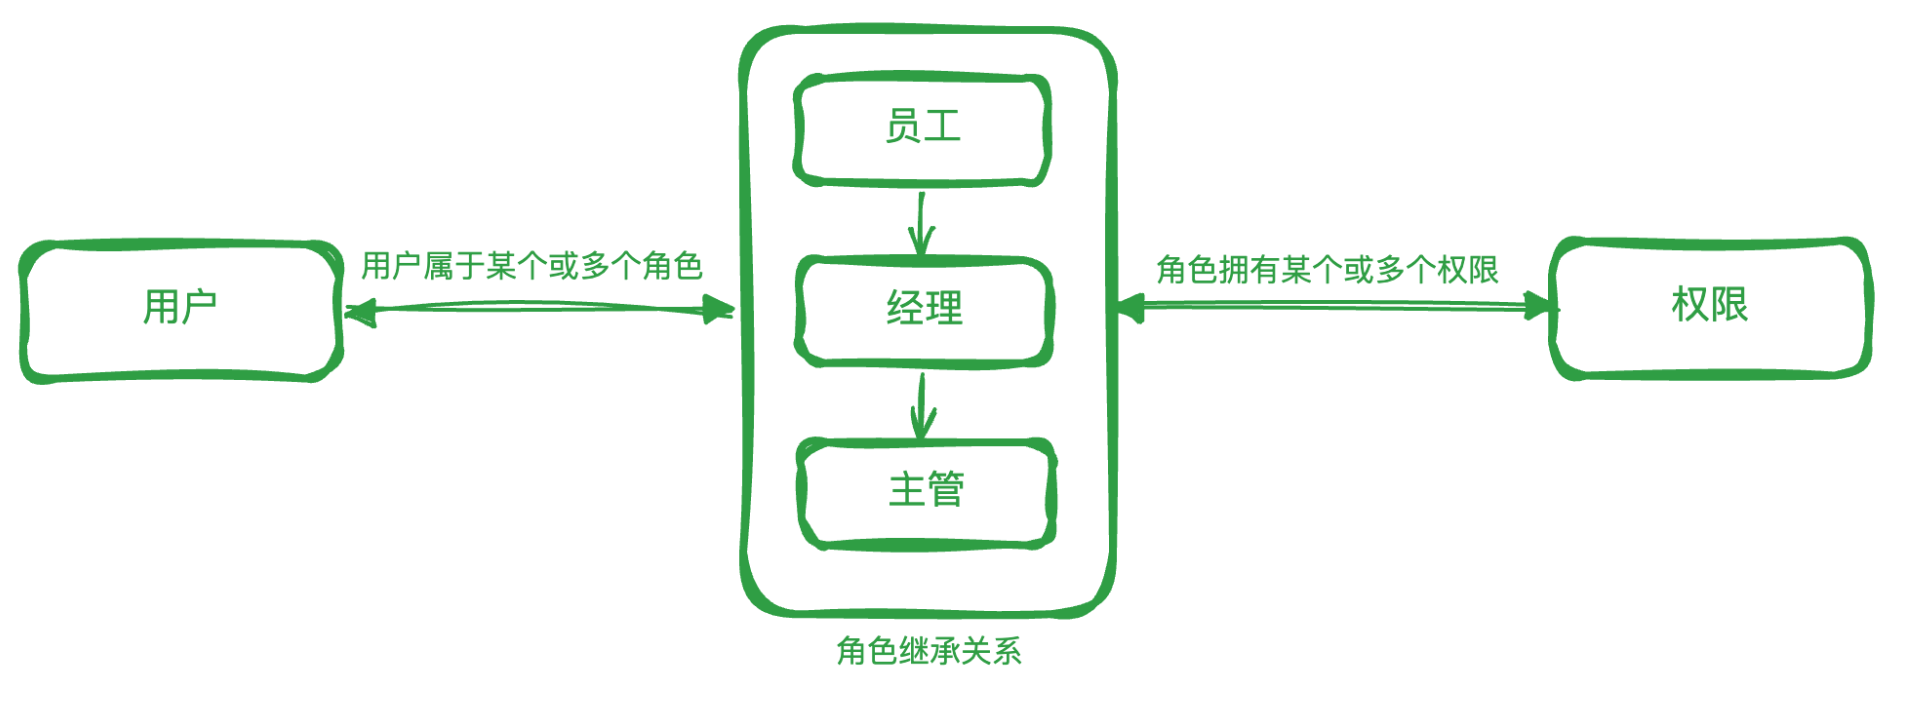 员工
用户属于某个或多个角色
角色拥有某个或多个权限
用户
经理
权限
主管
角色继承关系